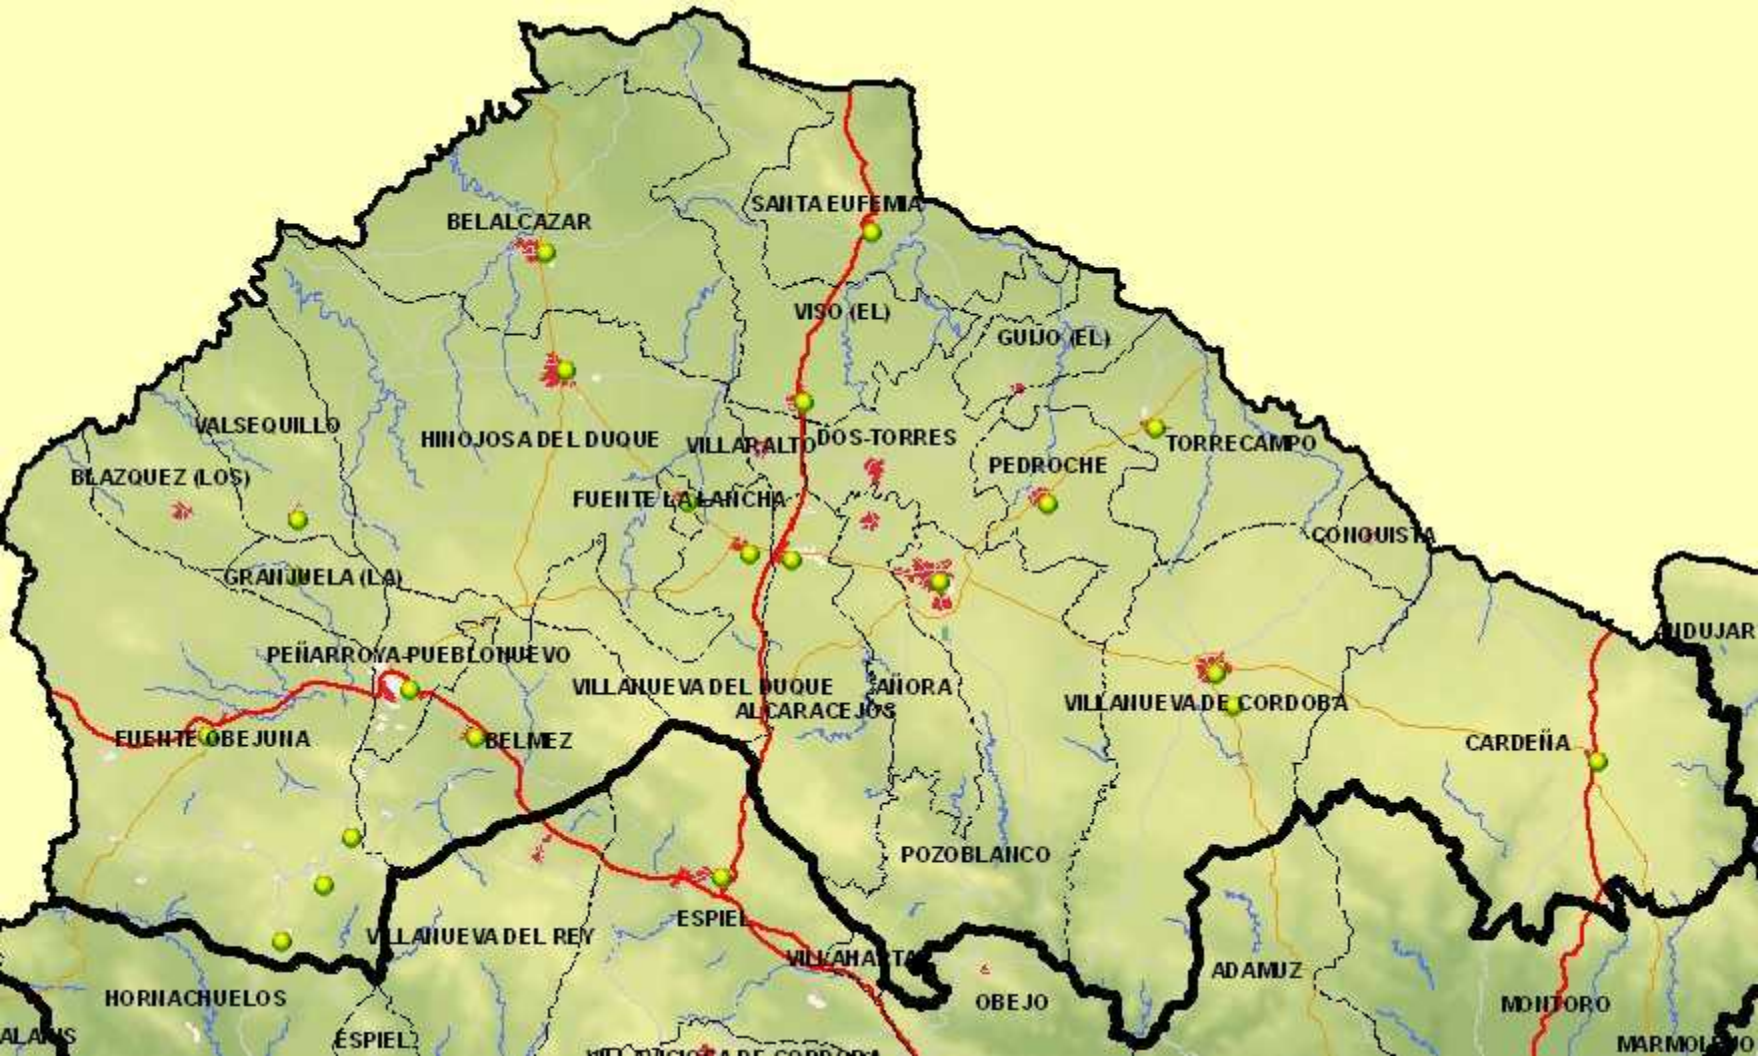 SANTA EUFEMIA
BELALCAZAR
VISO (EL)
GUIJO (EL)
VALSEQUILLO
HINOJOSA DEL DUQUE
VILLARALTO
DOS-TORRES
TORRECAMPO
PEDROCHE
BLAZQUEZ (LOS)
FUENTE LA LANCHA
CONQUISTA
GRANJUELA (LA)
PEÑARROYA-PUEBLONUEVO
VILLANUEVA DEL DUQUE
AÑORA
VILLANUEVA DE CORDOBA
ALCARACEJOS
FUENTE OBEJUNA
BELMEZ
CARDEÑA
POZOBLANCO
ESPIEL
VILLANUEVA DEL REY
VILLAHARTA
ADAMUZ
HORNACHUELOS
OBEJO
MONTORO
ESPIEL